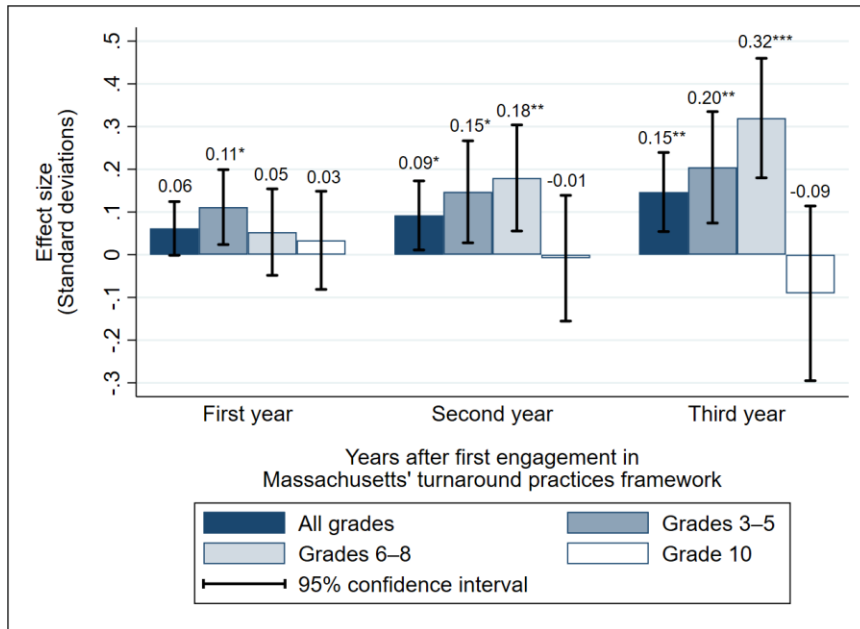 Effect size
(Standard deviations)
.5
.4
.3
.2
.1
0
-.1
-.2
-.3
0.06
0.11*
0.05
0.03
0.09*
0.15*
0.18**
-0.01
0.15**
0.20**
0.32***
-0.09
First year
Second year
Third year
Years after first engagement in
Massachusetts' turnaround practices framework
All grades
Grades 3–5
Grades 6–8
Grade 10
95% confidence interval